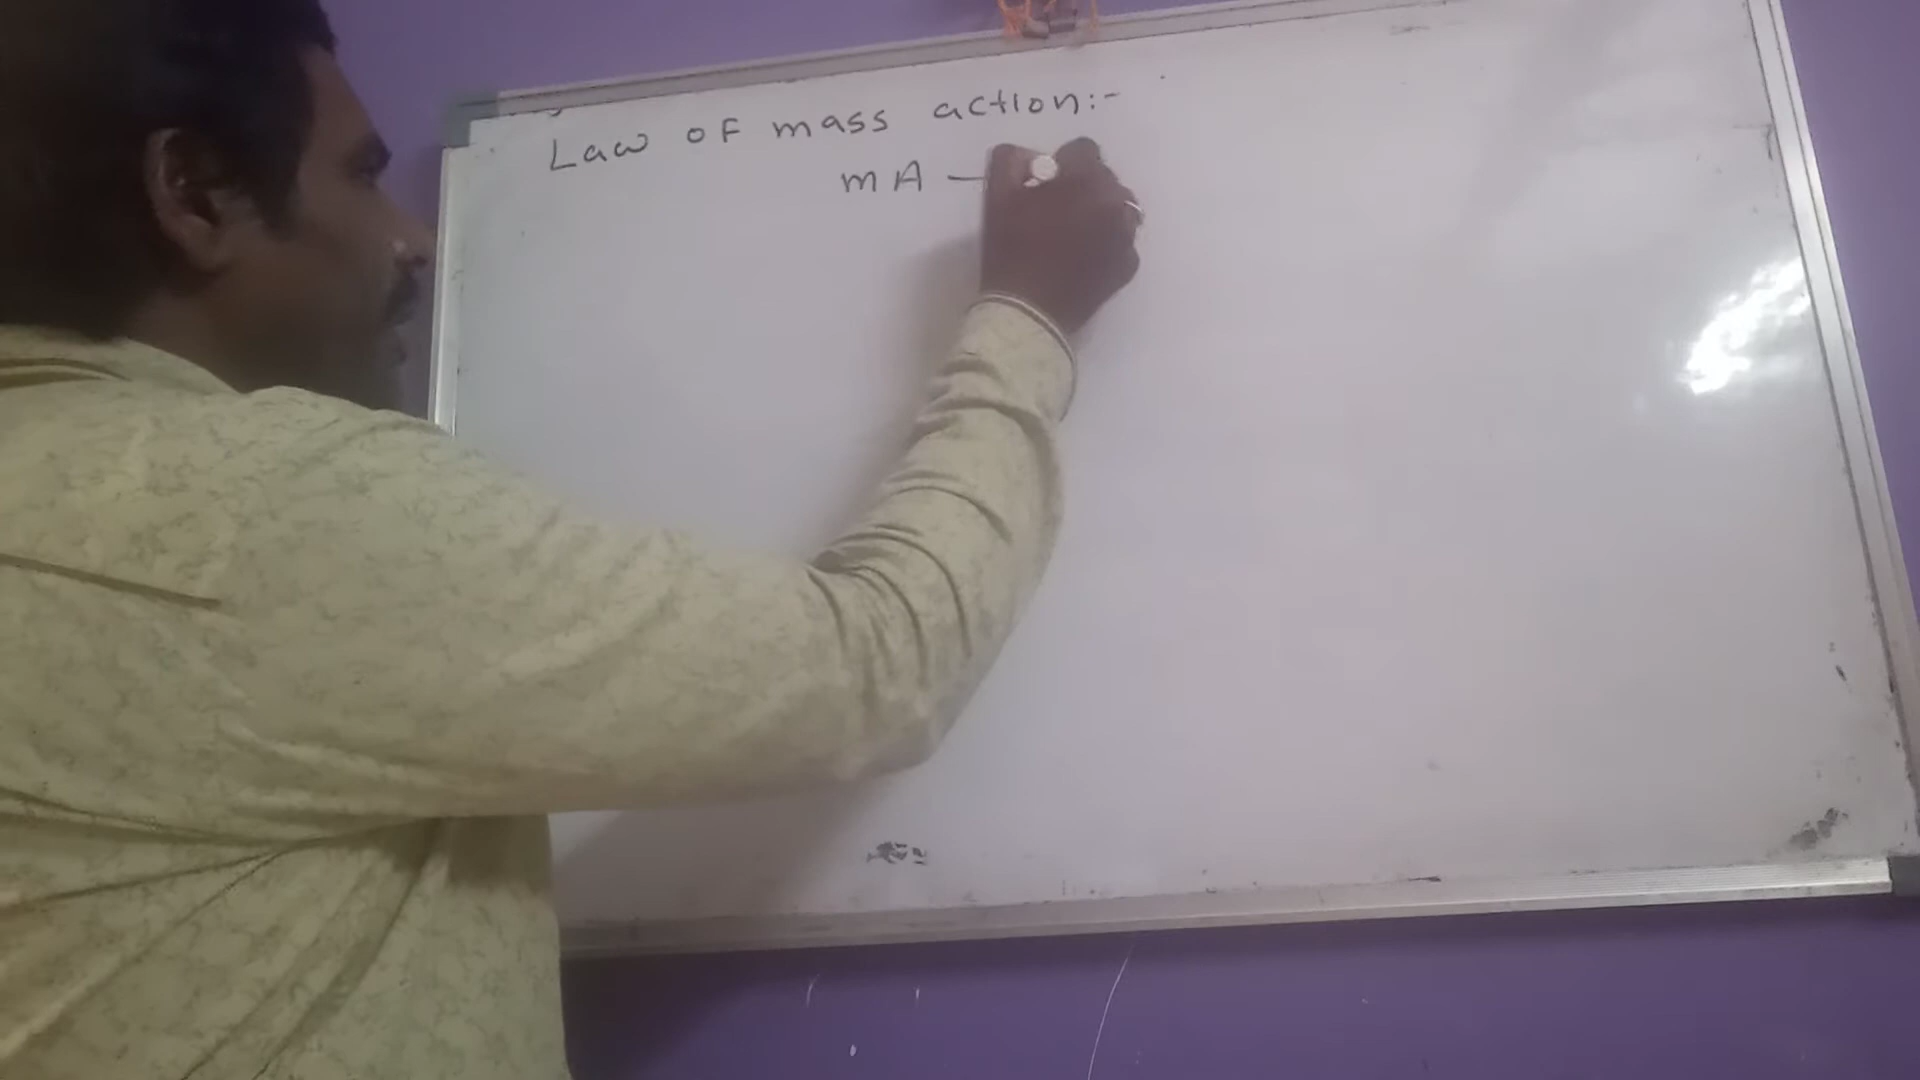 Law of mass action:-
mA —